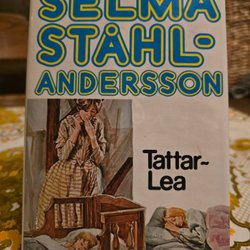 SELMA
STÅHL-
ANDERSSON
Tattar-
Lea